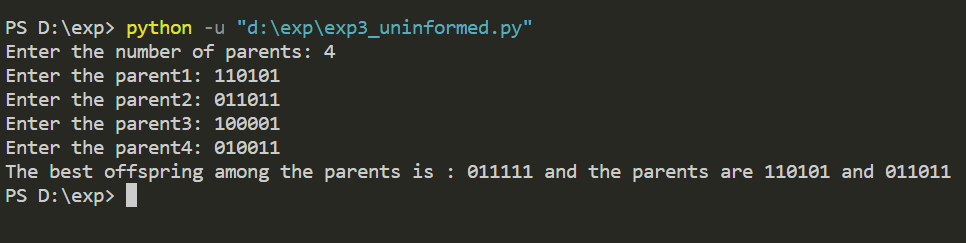 PS D:\exp> python -u "d:\exp\exp3_uninformed.py"
Enter the number of parents: 4
Enter the parent1: 110101
Enter the parent2: 011011
Enter the parent3: 100001
Enter the parent4: 010011
The best offspring among the parents is : 011111 and the parents are 110101 and 011011
PS D:\exp>